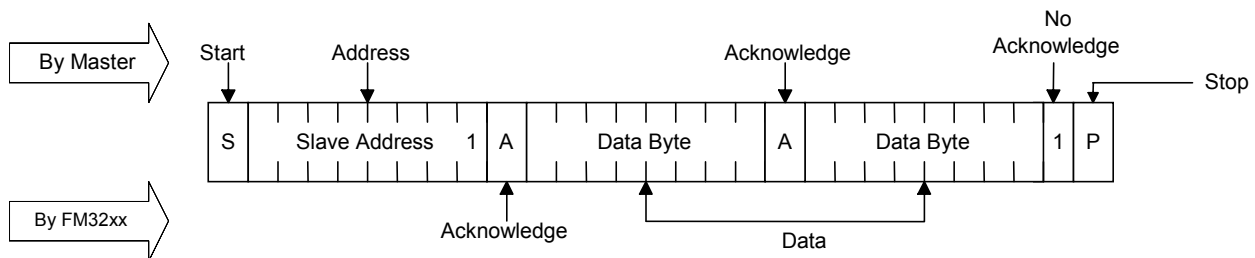 No
Acknowledge
By Master
Start
Address
Acknowledge
Stop
S
Slave Address 1
A
Data Byte
A
Data Byte
1
P
By FM32xx
Acknowledge
Data